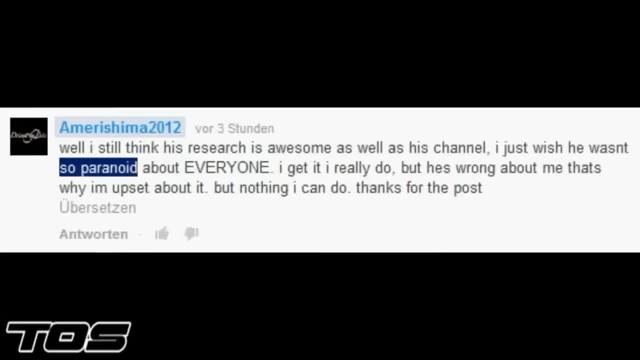 Amerishima2012 vor 3 Stunden
well i still think his research is awesome as well as his channel, i just wish he wasnt
so paranoid about EVERYONE. i get it i really do, but hes wrong about me thats
why im upset about it. but nothing i can do. thanks for the post
Übersetzen
Antworten ·
TOS